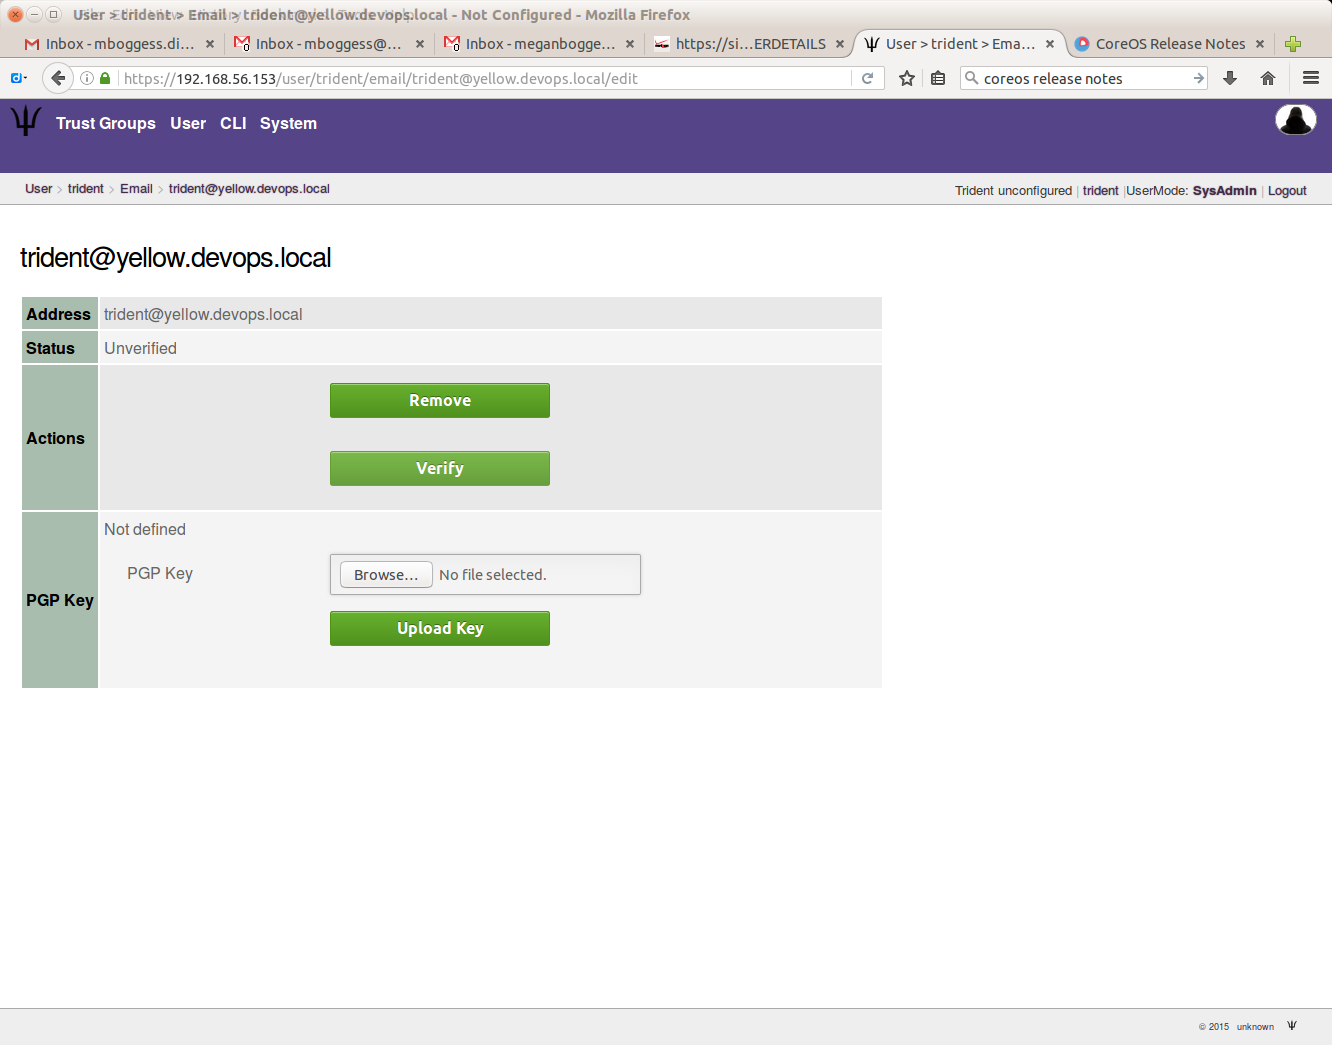 User > trident > Email > trident@yellow.devops.local - Not Configured - Mozilla Firefox
Inbox - mboggess.di... Inbox - mboggess@... Inbox - meganbogge... https://si...ERDETAILS User > trident > Ema... CoreOS Release Notes
https://192.168.56.153/user/trident/email/trident@yellow.devops.local/edit coreos release notes
Trust Groups User CLI System
User > trident > Email > trident@yellow.devops.local Trident unconfigured | trident |UserMode: SysAdmin | Logout
trident@yellow.devops.local
Address trident@yellow.devops.local
Status Unverified
Remove
Actions
Verify
Not defined
PGP Key Browse... No file selected.
PGP Key
Upload Key
© 2015 unknown